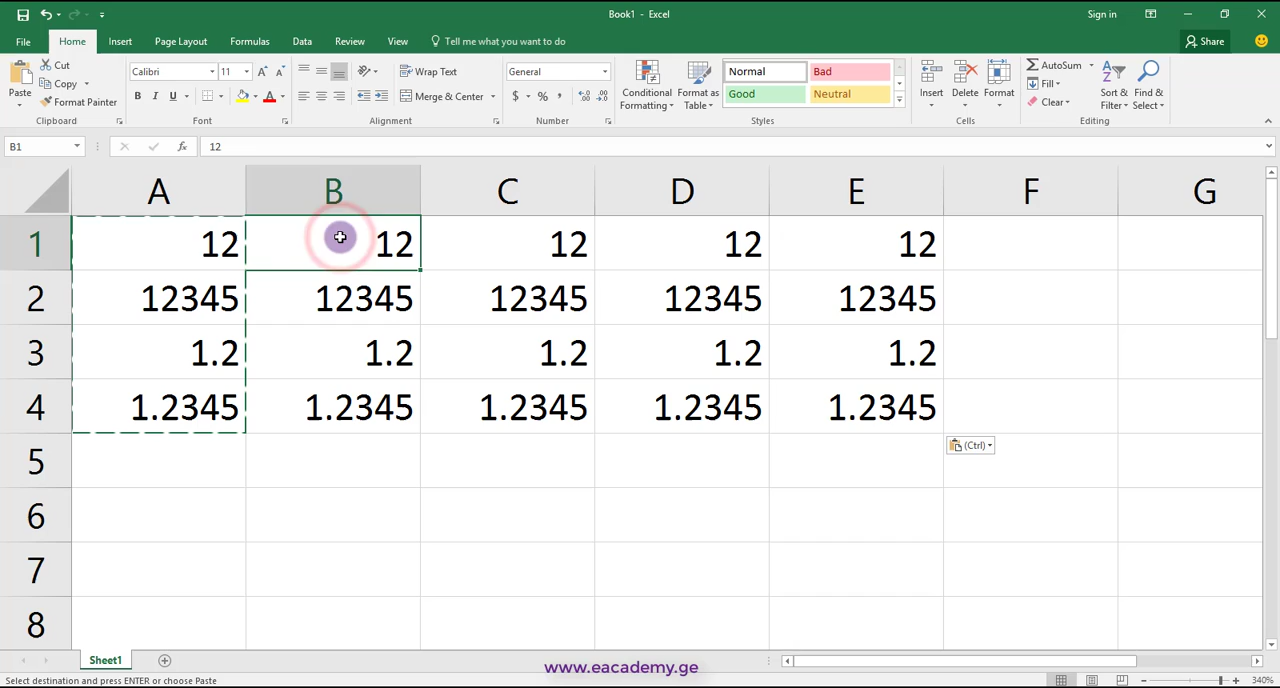 Book1 - Excel
Sign in
File Home Insert Page Layout Formulas Data Review View Tell me what you want to do Share
Paste
Cut
Copy
Format Painter
Clipboard
Calibri 11
B I U
Font
Wrap Text
Merge & Center
Alignment
General
$ % ,
Number
Conditional Formatting
Format as Table
Normal Bad
Good Neutral
Styles
Insert Delete Format
Cells
AutoSum
Fill
Clear
Sort & Filter
Find & Select
Editing
B1 fx 12
A B C D E F G
1 12 12 12 12 12
2 12345 12345 12345 12345 12345
3 1.2 1.2 1.2 1.2 1.2
4 1.2345 1.2345 1.2345 1.2345 1.2345
(Ctrl)
5
6
7
8
Sheet1
www.eacademy.ge
Select destination and press ENTER or choose Paste
340%